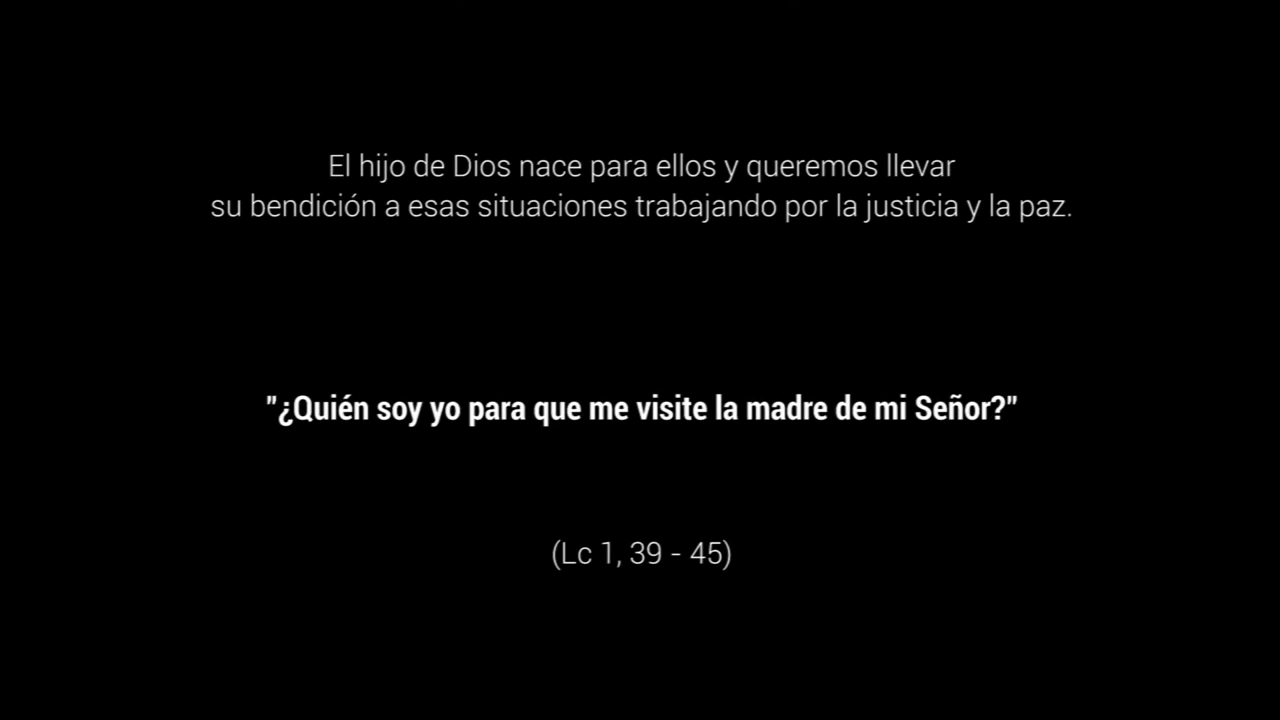 El hijo de Dios nace para ellos y queremos llevar
su bendición a esas situaciones trabajando por la justicia y la paz.
"¿Quién soy yo para que me visite la madre de mi Señor?"
(Lc 1, 39 - 45)